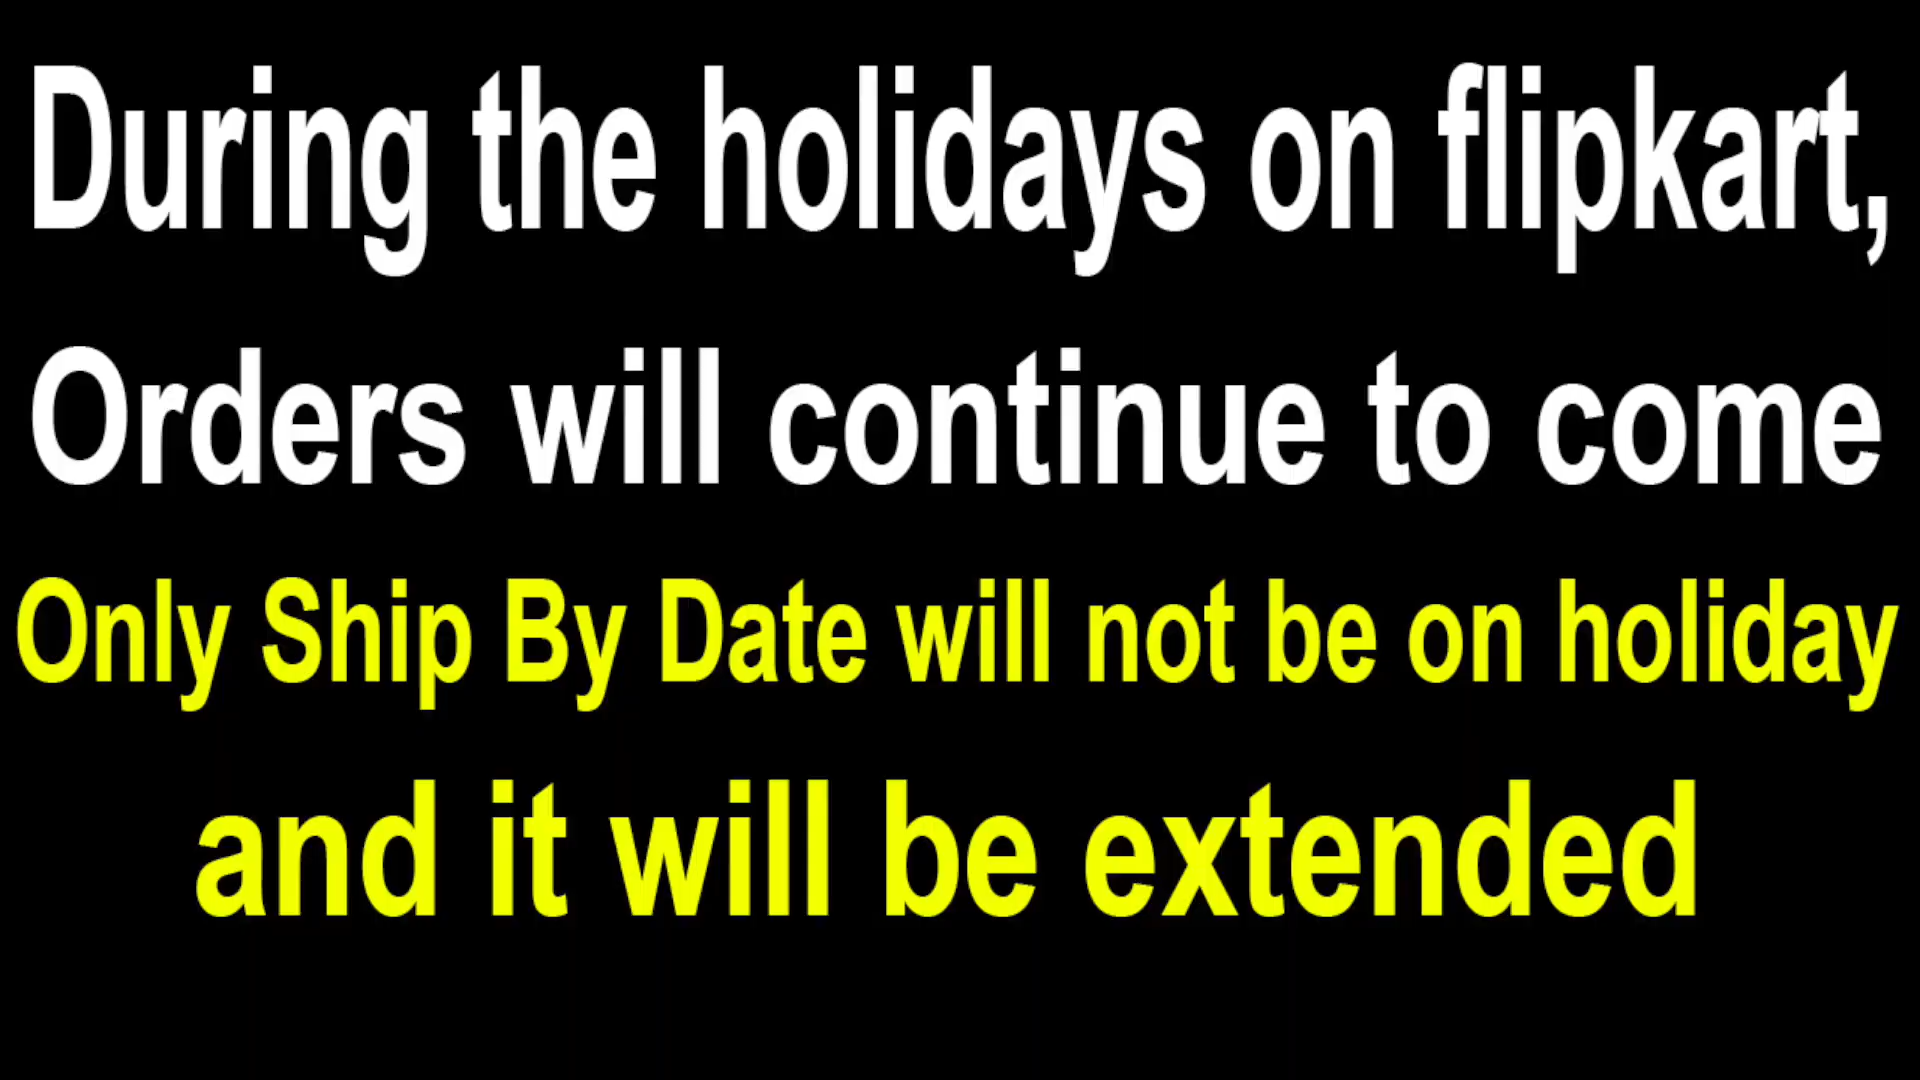 During the holidays on flipkart,
Orders will continue to come
Only Ship By Date will not be on holiday
and it will be extended